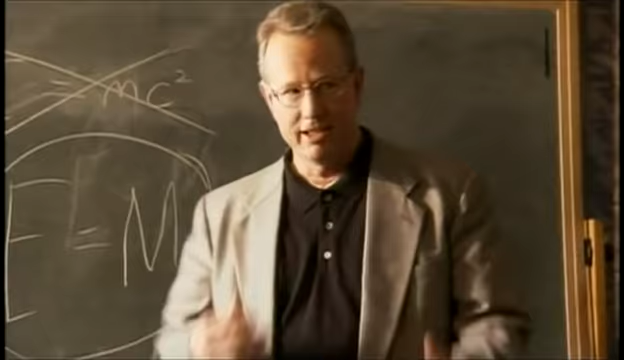 = mc²
E = M